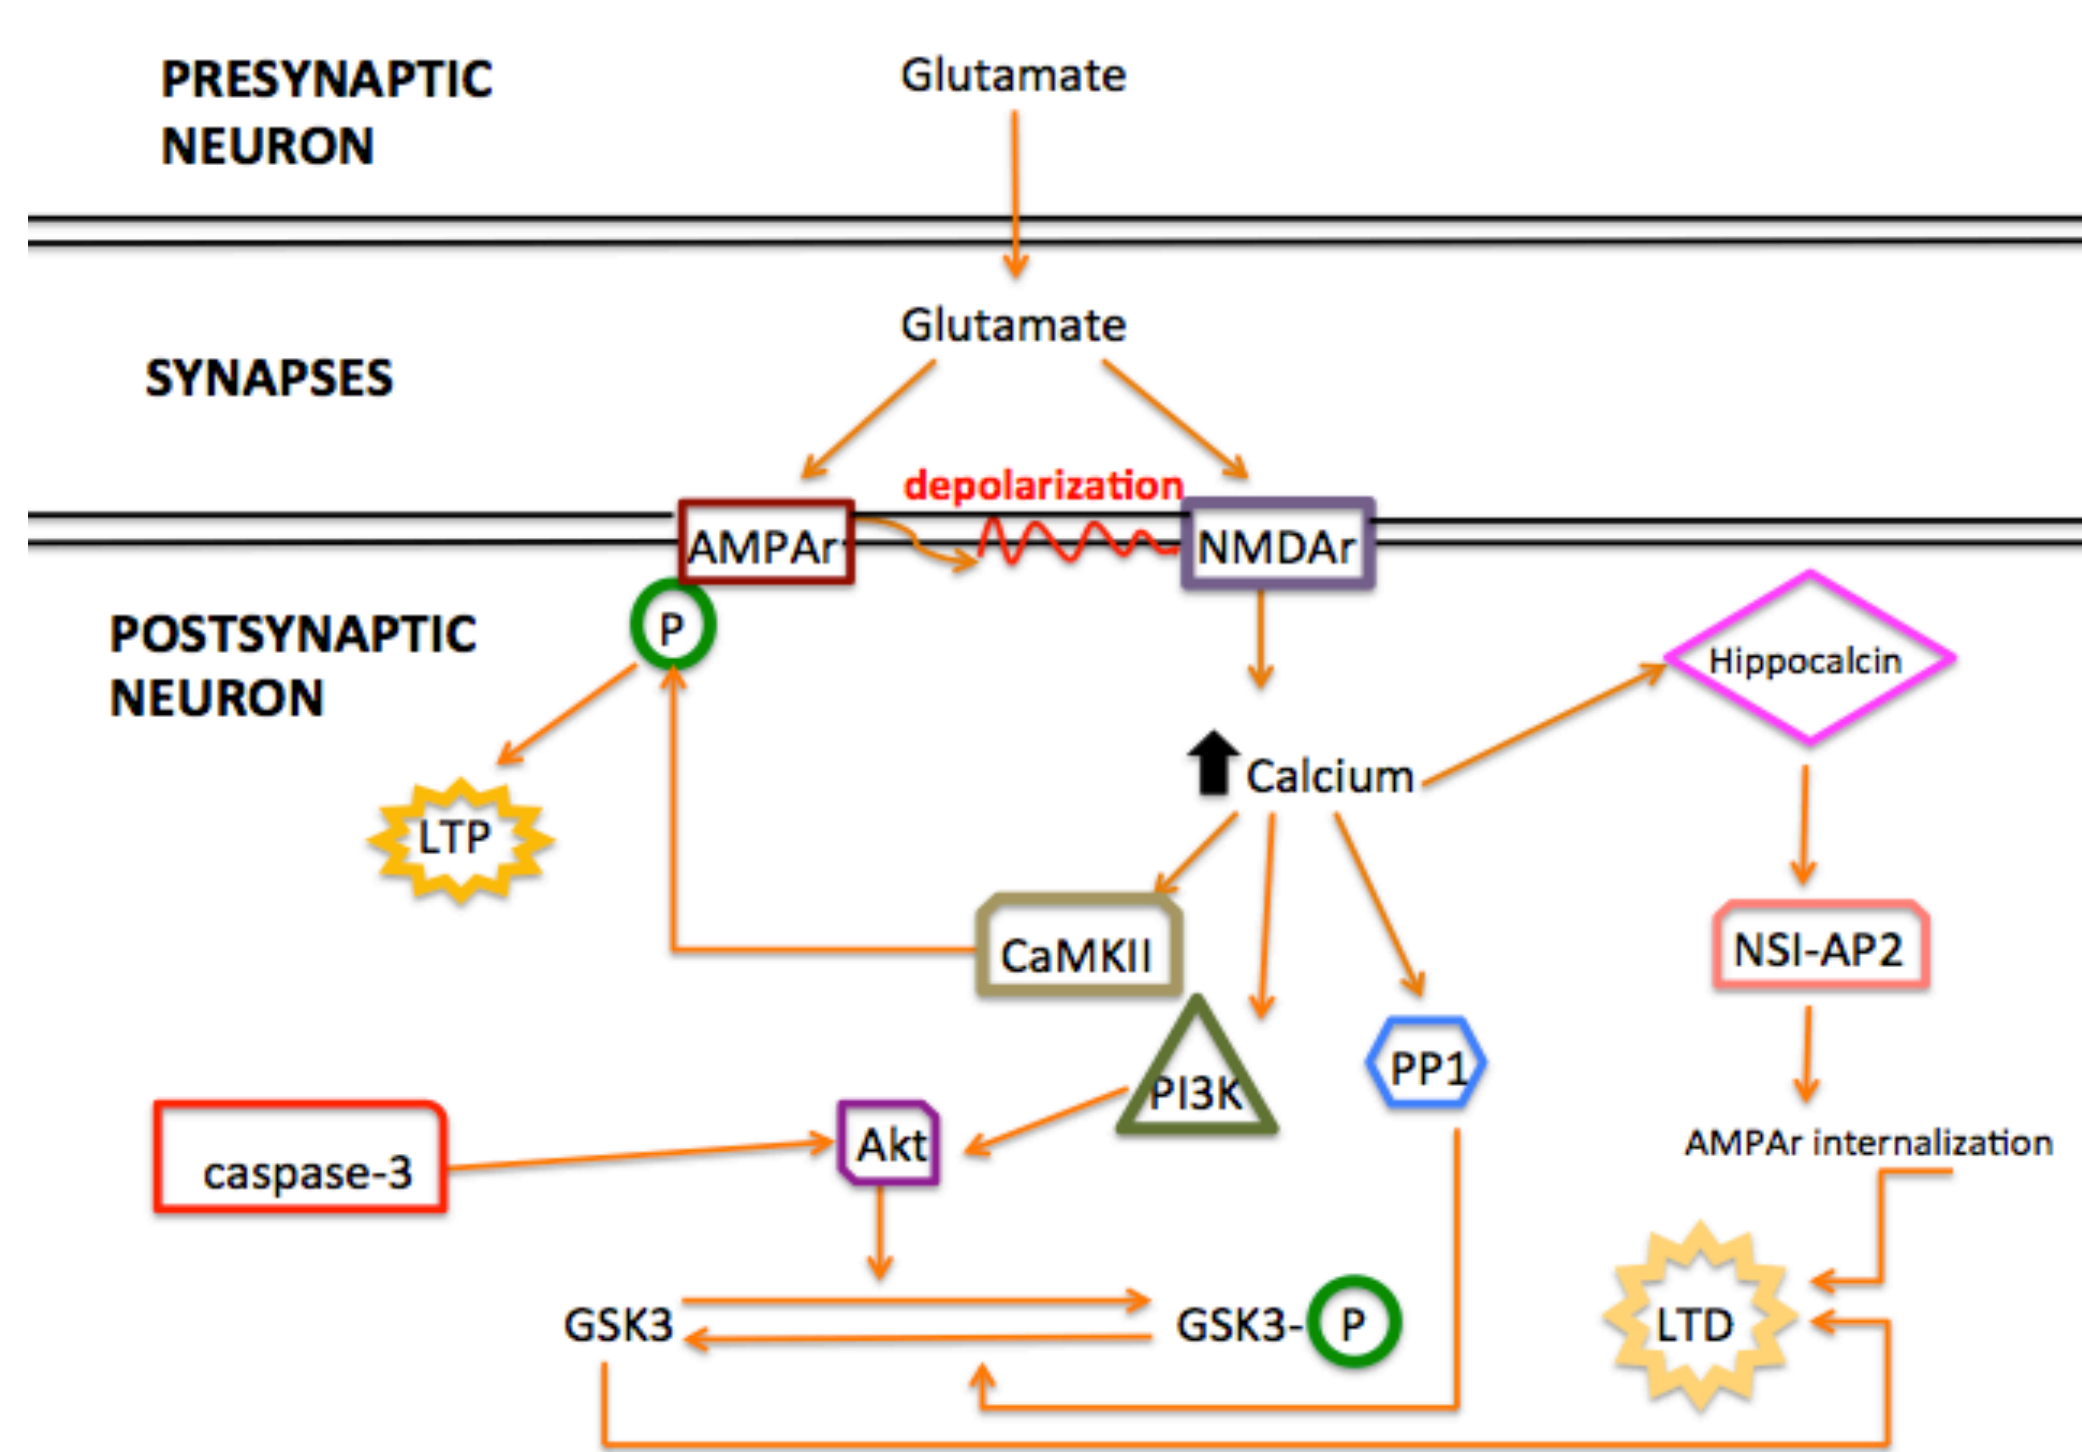 PRESYNAPTIC
NEURON
Glutamate
Glutamate
SYNAPSES
depolarization
AMPAr
NMDAr
P
POSTSYNAPTIC
NEURON
Hippocalcin
Calcium
LTP
CaMKII
NSI-AP2
PI3K
PP1
caspase-3
Akt
AMPAr internalization
GSK3
GSK3-
P
LTD